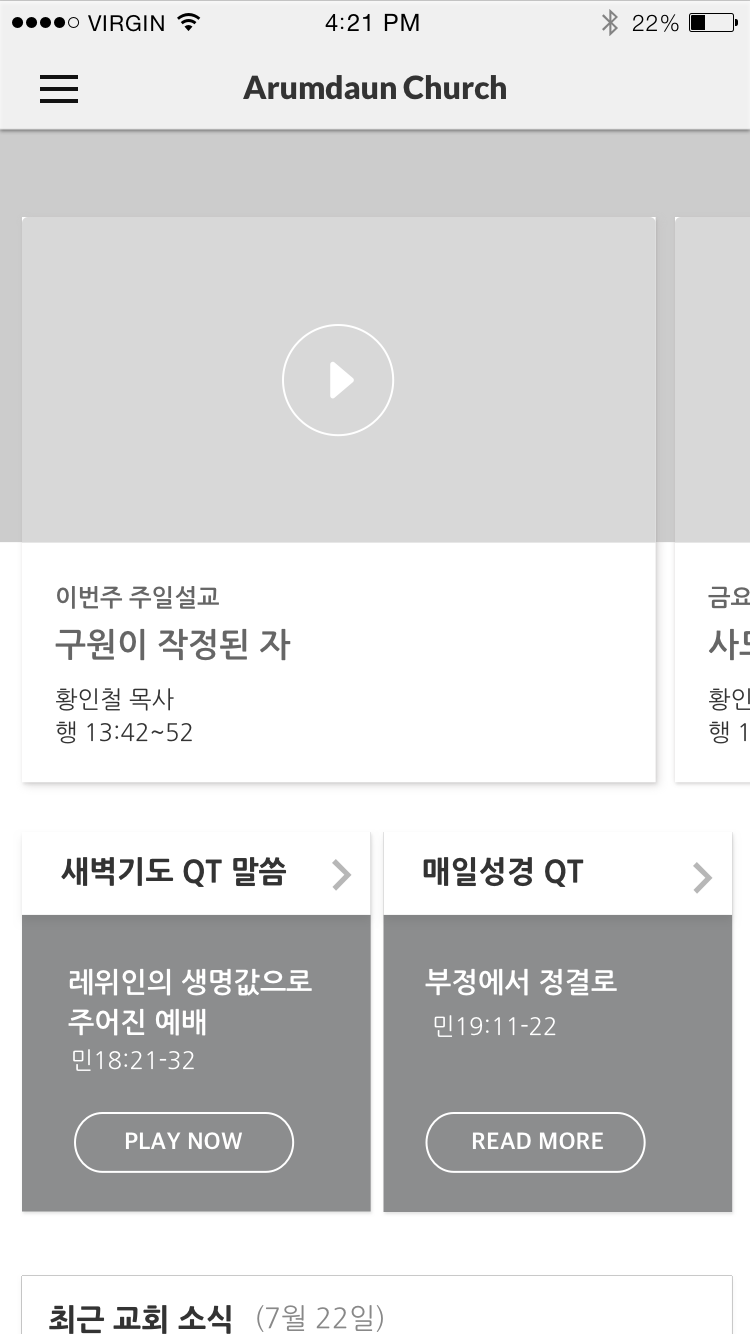 VIRGIN 4:21 PM 22%
Arumdaun Church
이번주 주일설교
구원이 작정된 자
황인철 목사
행 13:42~52
금요
황인
행 1
새벽기도 QT 말씀
레위인의 생명값으로
주어진 예배
민18:21-32
PLAY NOW
매일성경 QT
부정에서 정결로
민19:11-22
READ MORE
최근 교회 소식 (7월 22일)